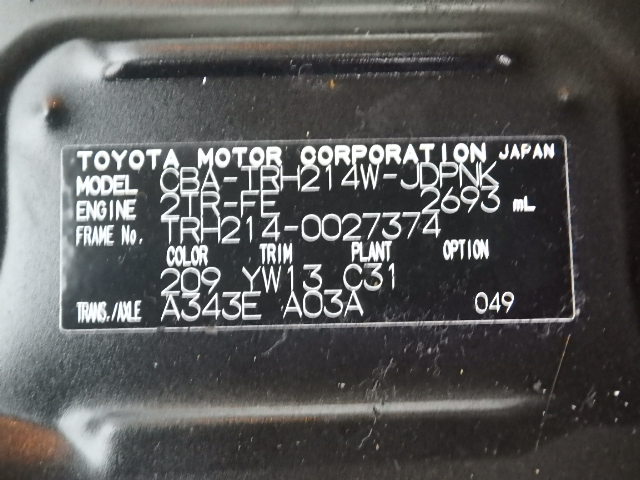 TOYOTA MOTOR CORPORATION JAPAN
MODEL CBA-TRH214W-JDPNK
ENGINE 2TR-FE 2693 mL
FRAME No. TRH214-0027374
COLOR TRIM PLANT OPTION
209 YW13 C31
TRANS./AXLE A343E A03A 049